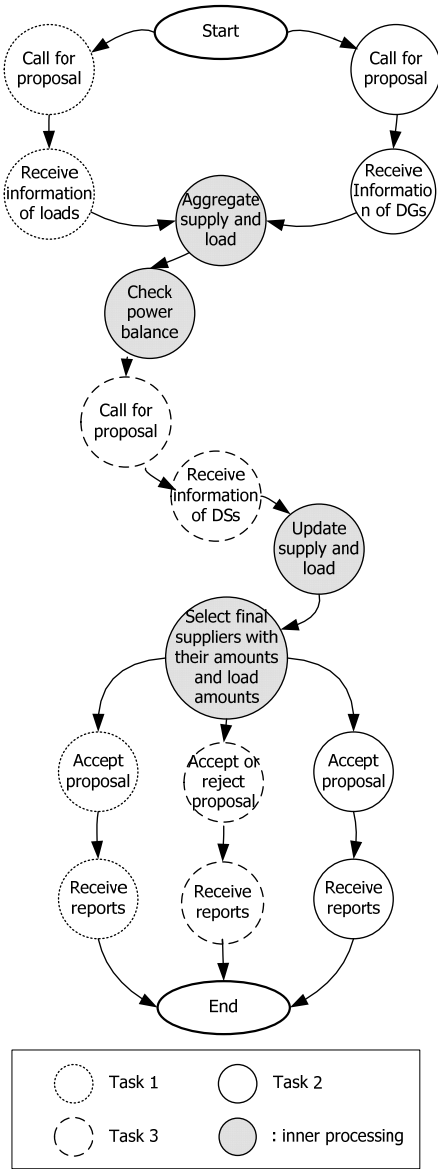 Start
Call for
proposal
Call for
proposal
Receive
information
of loads
Receive
Informatio
n of DGs
Aggregate
supply and
load
Check
power
balance
Call for
proposal
Receive
information
of DSs
Update
supply and
load
Select final
suppliers with
their amounts
and load
amounts
Accept
proposal
Accept or
reject
proposal
Accept
proposal
Receive
reports
Receive
reports
Receive
reports
End
Task 1
Task 2
Task 3
: inner processing